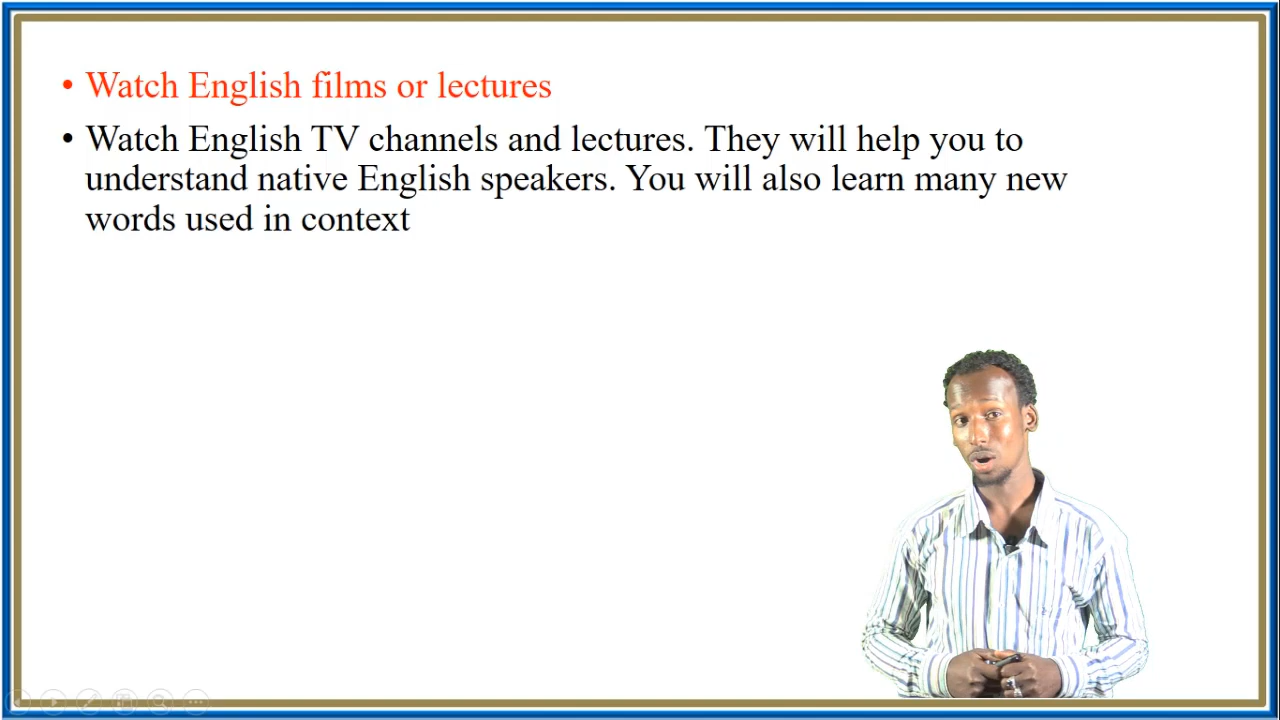 • Watch English films or lectures
• Watch English TV channels and lectures. They will help you to
understand native English speakers. You will also learn many new
words used in context